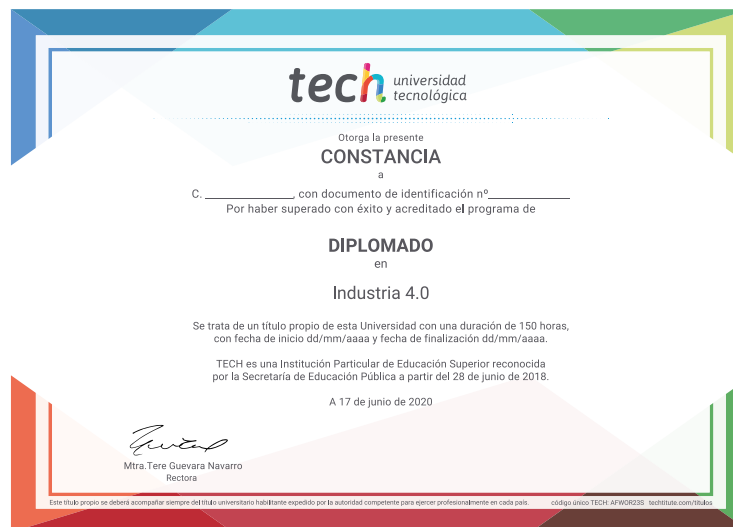 tech universidad
tecnológica
Otorga la presente
CONSTANCIA
a
C. ______________, con documento de identificación nº______________
Por haber superado con éxito y acreditado el programa de
DIPLOMADO
en
Industria 4.0
Se trata de un título propio de esta Universidad con una duración de 150 horas,
con fecha de inicio dd/mm/aaaa y fecha de finalización dd/mm/aaaa.
TECH es una Institución Particular de Educación Superior reconocida
por la Secretaría de Educación Pública a partir del 28 de junio de 2018.
A 17 de junio de 2020
Mtra.Tere Guevara Navarro
Rectora
Este título propio se deberá acompañar siempre del título universitario habilitante expedido por la autoridad competente para ejercer profesionalmente en cada país. código único TECH: AFWOR23S techtitute.com/titulos